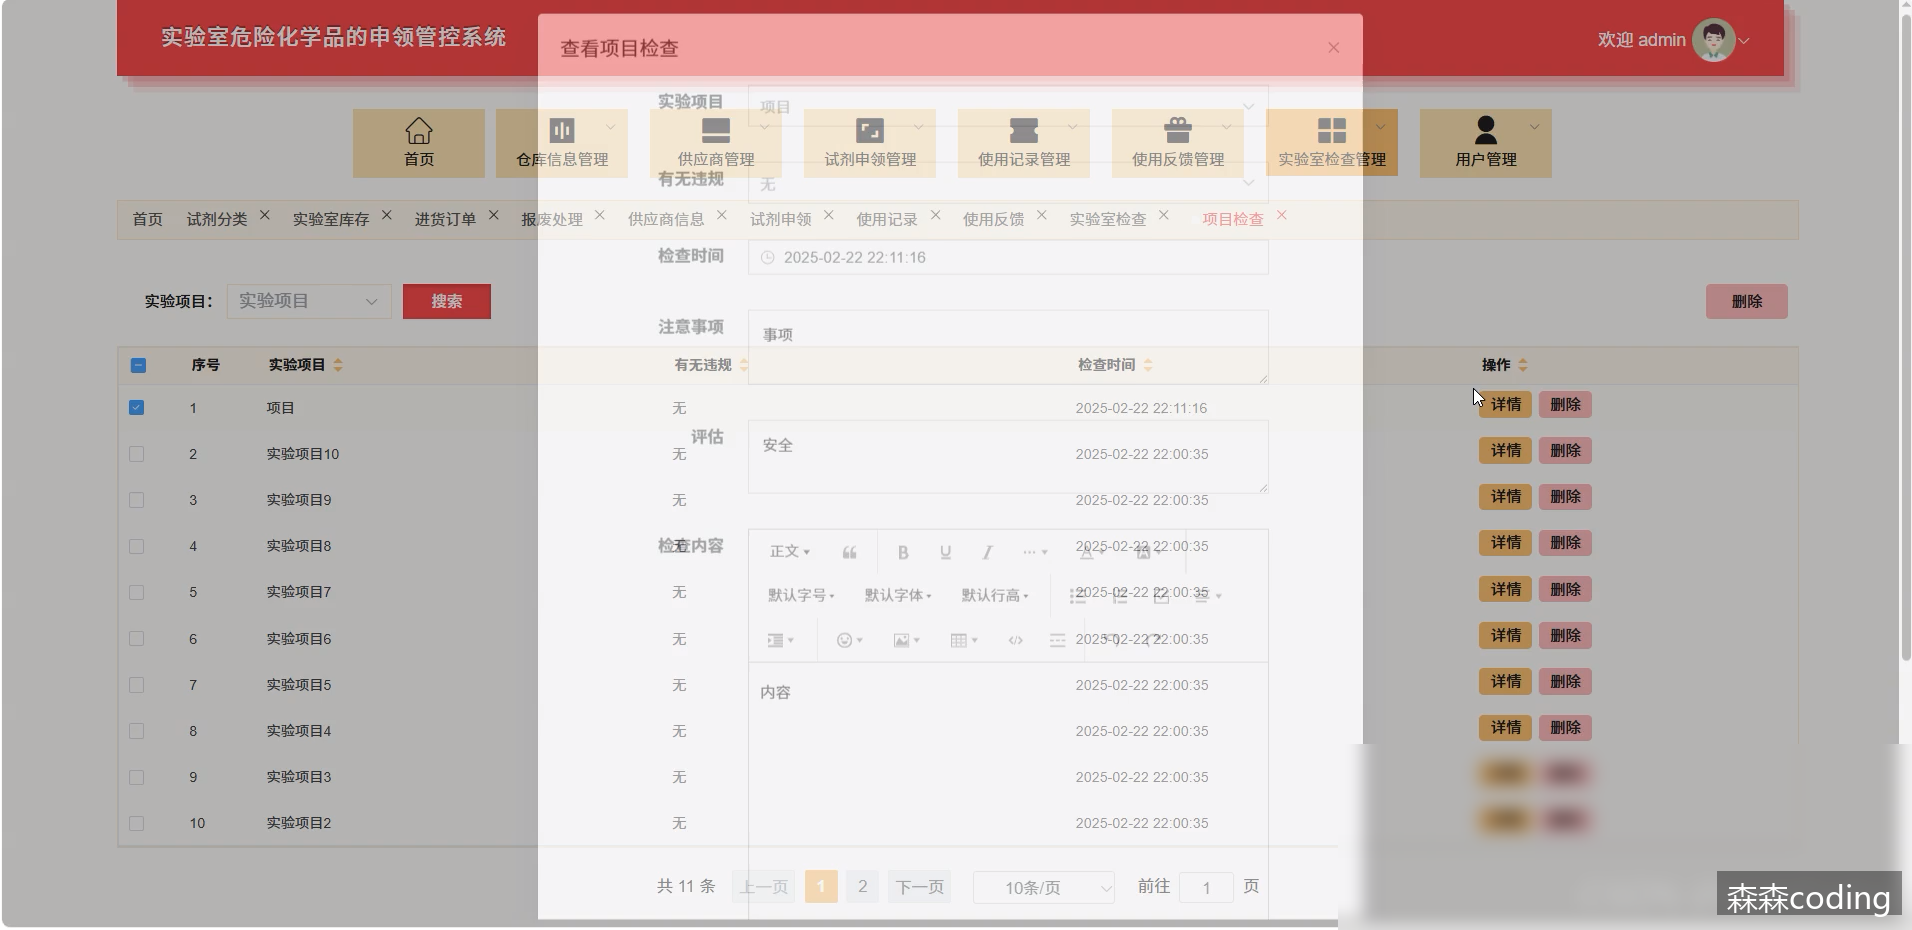 实验室危险化学品的申领管控系统
欢迎 admin
查看项目检查
首页
仓库信息管理
供应商管理
试剂申领管理
使用记录管理
使用反馈管理
实验室检查管理
用户管理
首页 试剂分类 实验室库存 进货订单 报废处理 供应商信息 试剂申领 使用记录 使用反馈 实验室检查 项目检查
实验项目： 实验项目 搜索 删除
实验项目 项目
有无违规 无
检查时间 2025-02-22 22:11:16
注意事项 事项
评估 安全
检查内容
正文 B U I ··· A A
默认字号 默认字体 默认行高
内容
序号 实验项目 有无违规 检查时间 操作
1 项目 无 2025-02-22 22:11:16 详情 删除
2 实验项目10 无 2025-02-22 22:00:35 详情 删除
3 实验项目9 无 2025-02-22 22:00:35 详情 删除
4 实验项目8 无 2025-02-22 22:00:35 详情 删除
5 实验项目7 无 2025-02-22 22:00:35 详情 删除
6 实验项目6 无 2025-02-22 22:00:35 详情 删除
7 实验项目5 无 2025-02-22 22:00:35 详情 删除
8 实验项目4 无 2025-02-22 22:00:35 详情 删除
9 实验项目3 无 2025-02-22 22:00:35
10 实验项目2 无 2025-02-22 22:00:35
共 11 条 上一页 1 2 下一页 10条/页 前往 1 页
森森coding